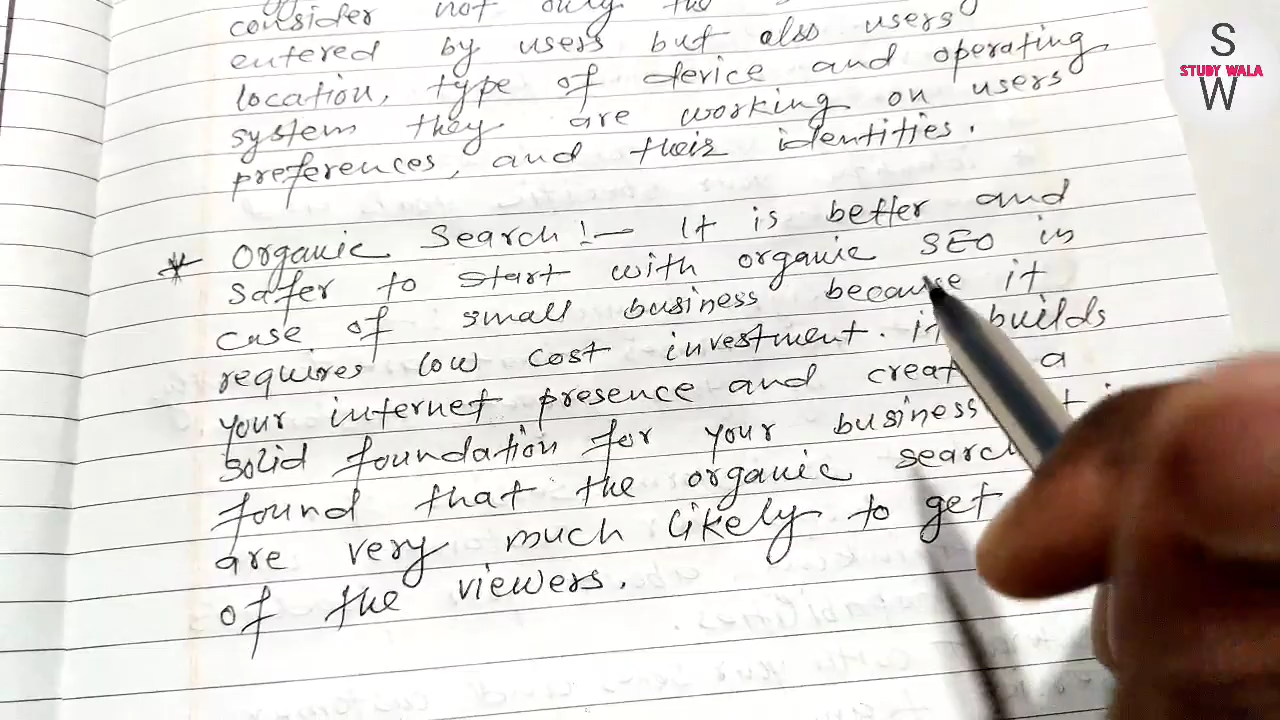 consider not only the
entered by users but also users
location, type of device and operating
system they are working on users
preferences, and their identities.
* Organic Search :- It is better and
safer to start with organic SEO in
case of small business because it
requires low cost investment. it builds
your internet presence and creat a
solid foundation for your business
found that the organic search
are very much likely to get
of the viewers.
S
STUDY WALA
W